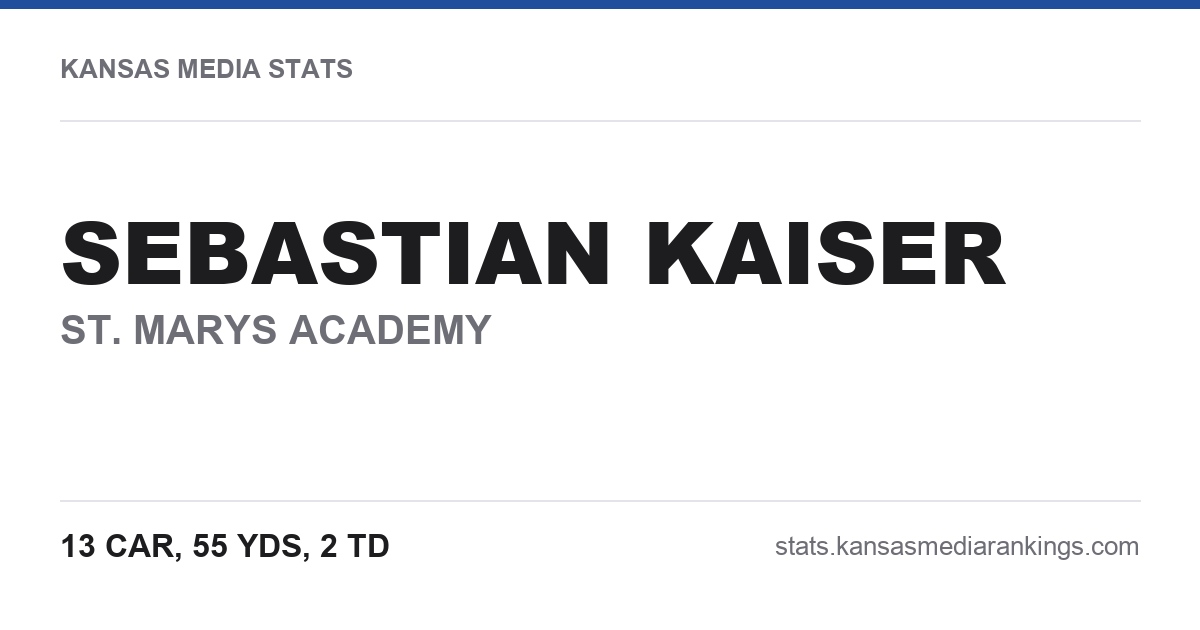 KANSAS MEDIA STATS
SEBASTIAN KAISER
ST. MARYS ACADEMY
13 CAR, 55 YDS, 2 TD
stats.kansasmediarankings.com